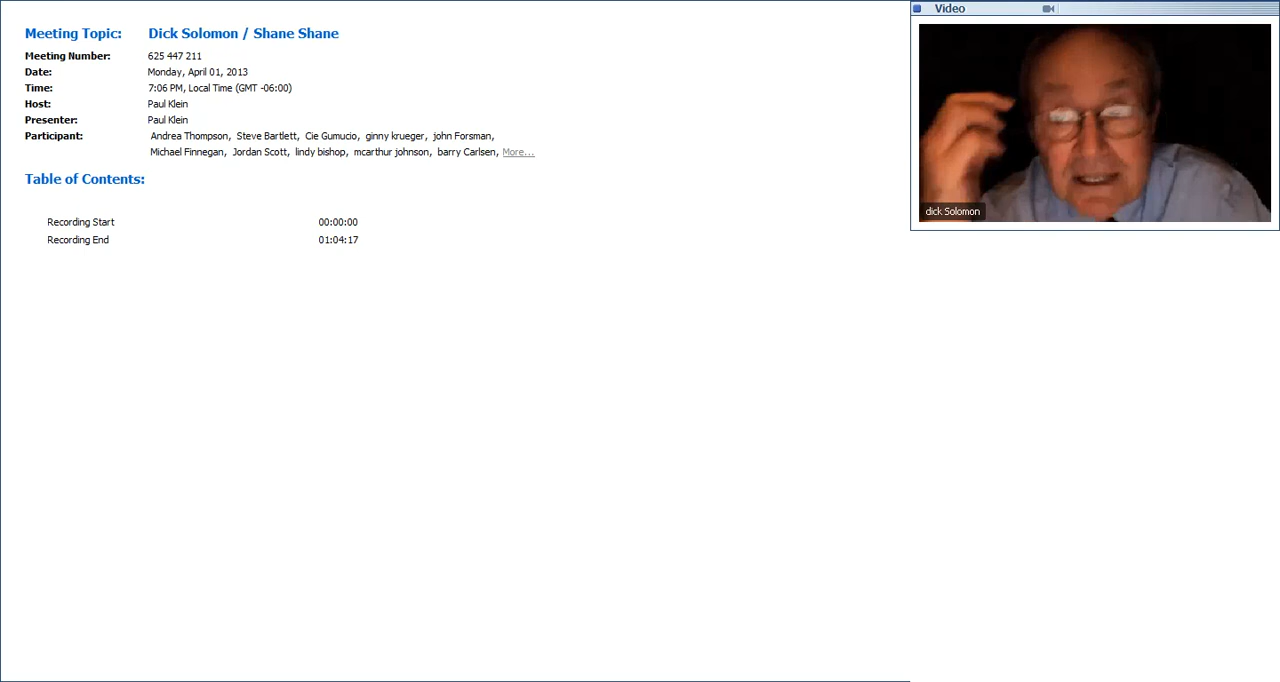 Meeting Topic: Dick Solomon / Shane Shane
Meeting Number: 625 447 211
Date: Monday, April 01, 2013
Time: 7:06 PM, Local Time (GMT -06:00)
Host: Paul Klein
Presenter: Paul Klein
Participant: Andrea Thompson, Steve Bartlett, Cie Gumucio, ginny krueger, john Forsman,
Michael Finnegan, Jordan Scott, lindy bishop, mcarthur johnson, barry Carlsen, More...
Table of Contents:
Recording Start 00:00:00
Recording End 01:04:17
Video
dick Solomon